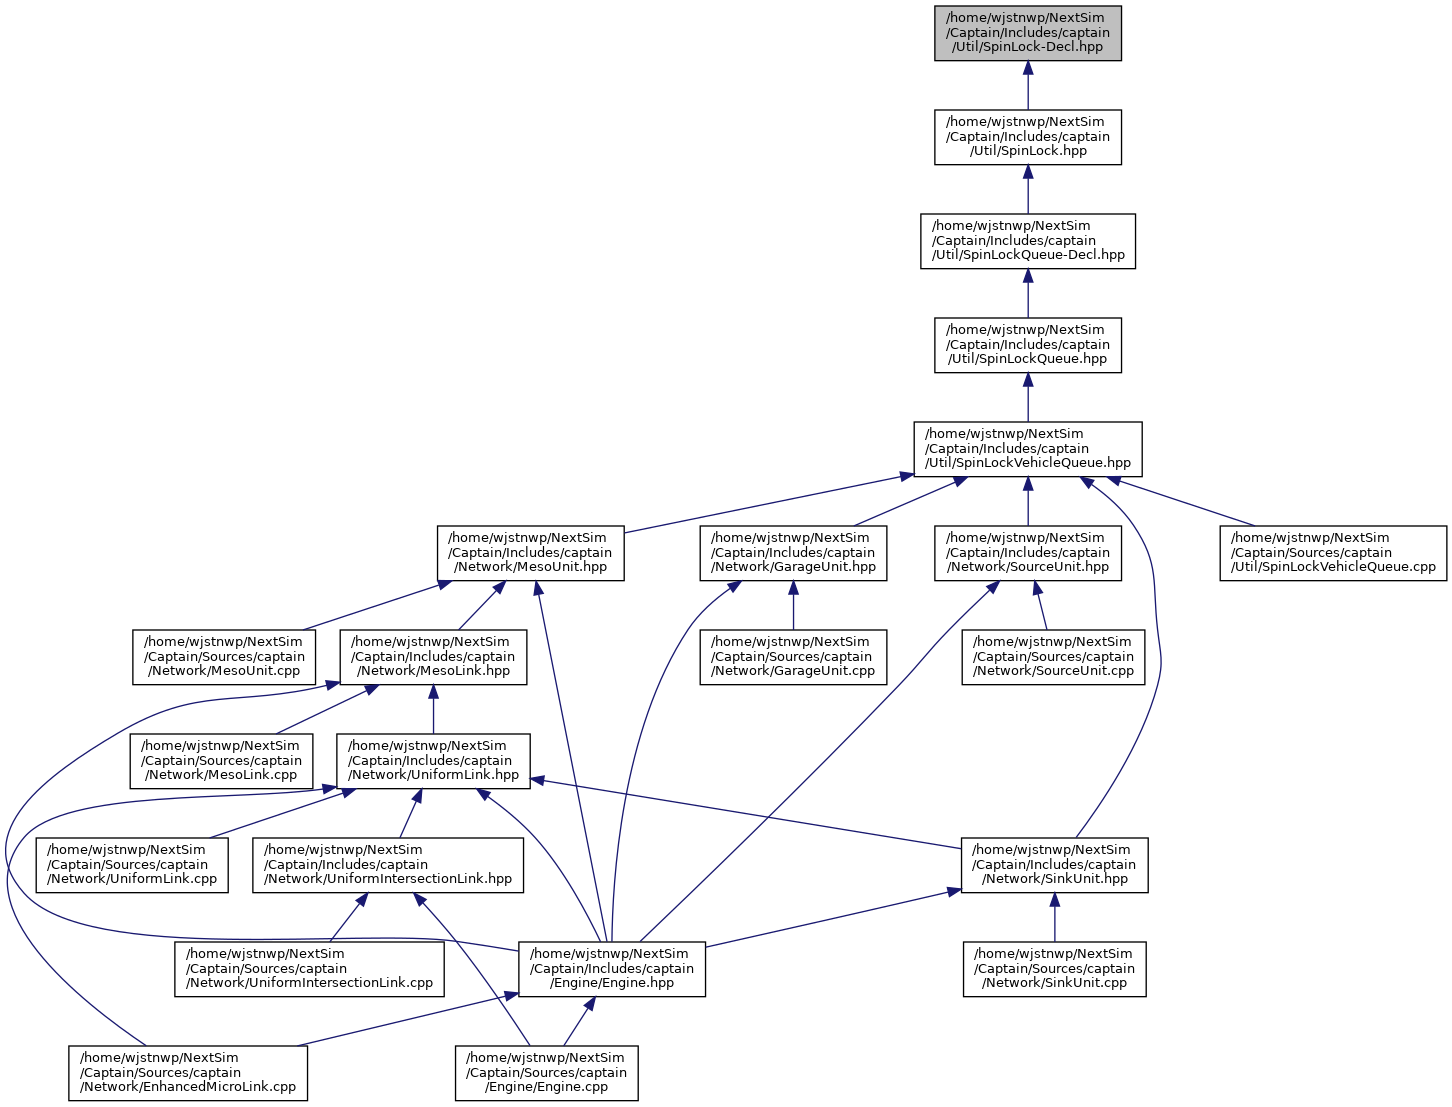 /home/wjstnwp/NextSim
/Captain/Includes/captain
/Util/SpinLock-Decl.hpp
/home/wjstnwp/NextSim
/Captain/Includes/captain
/Util/SpinLock.hpp
/home/wjstnwp/NextSim
/Captain/Includes/captain
/Util/SpinLockQueue-Decl.hpp
/home/wjstnwp/NextSim
/Captain/Includes/captain
/Util/SpinLockQueue.hpp
/home/wjstnwp/NextSim
/Captain/Includes/captain
/Util/SpinLockVehicleQueue.hpp
/home/wjstnwp/NextSim
/Captain/Includes/captain
/Network/MesoUnit.hpp
/home/wjstnwp/NextSim
/Captain/Includes/captain
/Network/GarageUnit.hpp
/home/wjstnwp/NextSim
/Captain/Includes/captain
/Network/SourceUnit.hpp
/home/wjstnwp/NextSim
/Captain/Sources/captain
/Util/SpinLockVehicleQueue.cpp
/home/wjstnwp/NextSim
/Captain/Sources/captain
/Network/MesoUnit.cpp
/home/wjstnwp/NextSim
/Captain/Includes/captain
/Network/MesoLink.hpp
/home/wjstnwp/NextSim
/Captain/Sources/captain
/Network/GarageUnit.cpp
/home/wjstnwp/NextSim
/Captain/Sources/captain
/Network/SourceUnit.cpp
/home/wjstnwp/NextSim
/Captain/Sources/captain
/Network/MesoLink.cpp
/home/wjstnwp/NextSim
/Captain/Includes/captain
/Network/UniformLink.hpp
/home/wjstnwp/NextSim
/Captain/Sources/captain
/Network/UniformLink.cpp
/home/wjstnwp/NextSim
/Captain/Includes/captain
/Network/UniformIntersectionLink.hpp
/home/wjstnwp/NextSim
/Captain/Includes/captain
/Network/SinkUnit.hpp
/home/wjstnwp/NextSim
/Captain/Sources/captain
/Network/UniformIntersectionLink.cpp
/home/wjstnwp/NextSim
/Captain/Includes/captain
/Engine/Engine.hpp
/home/wjstnwp/NextSim
/Captain/Sources/captain
/Network/SinkUnit.cpp
/home/wjstnwp/NextSim
/Captain/Sources/captain
/Network/EnhancedMicroLink.cpp
/home/wjstnwp/NextSim
/Captain/Sources/captain
/Engine/Engine.cpp